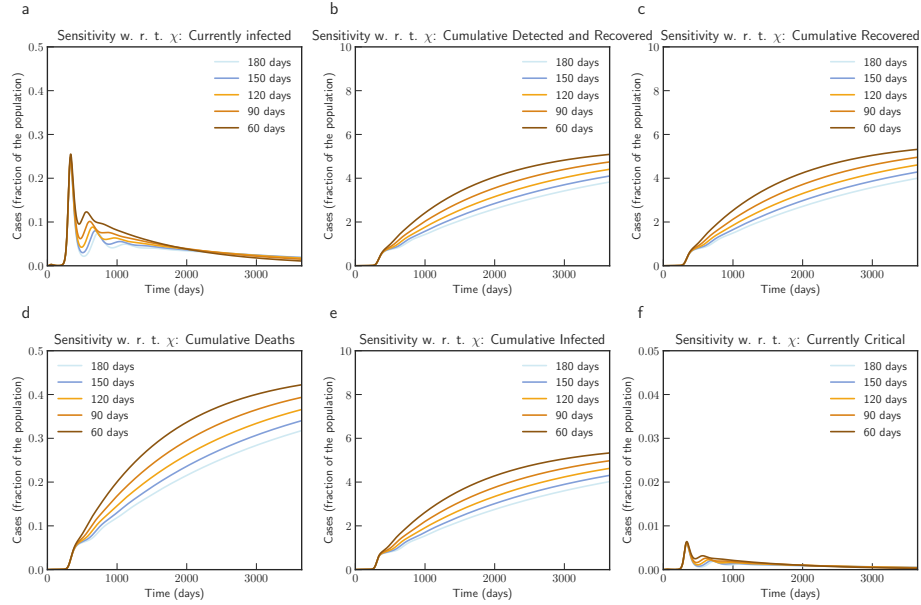 a
Sensitivity w. r. t. χ: Currently infected
0.5
0.4
0.3
0.2
0.1
0.0
Cases (fraction of the population)
180 days
150 days
120 days
90 days
60 days
0 1000 2000 3000
Time (days)
b
Sensitivity w. r. t. χ: Cumulative Detected and Recovered
10
8
6
4
2
0
Cases (fraction of the population)
180 days
150 days
120 days
90 days
60 days
0 1000 2000 3000
Time (days)
c
Sensitivity w. r. t. χ: Cumulative Recovered
10
8
6
4
2
0
Cases (fraction of the population)
180 days
150 days
120 days
90 days
60 days
0 1000 2000 3000
Time (days)
d
Sensitivity w. r. t. χ: Cumulative Deaths
0.5
0.4
0.3
0.2
0.1
0.0
Cases (fraction of the population)
180 days
150 days
120 days
90 days
60 days
0 1000 2000 3000
Time (days)
e
Sensitivity w. r. t. χ: Cumulative Infected
10
8
6
4
2
0
Cases (fraction of the population)
180 days
150 days
120 days
90 days
60 days
0 1000 2000 3000
Time (days)
f
Sensitivity w. r. t. χ: Currently Critical
0.05
0.04
0.03
0.02
0.01
0.00
Cases (fraction of the population)
180 days
150 days
120 days
90 days
60 days
0 1000 2000 3000
Time (days)